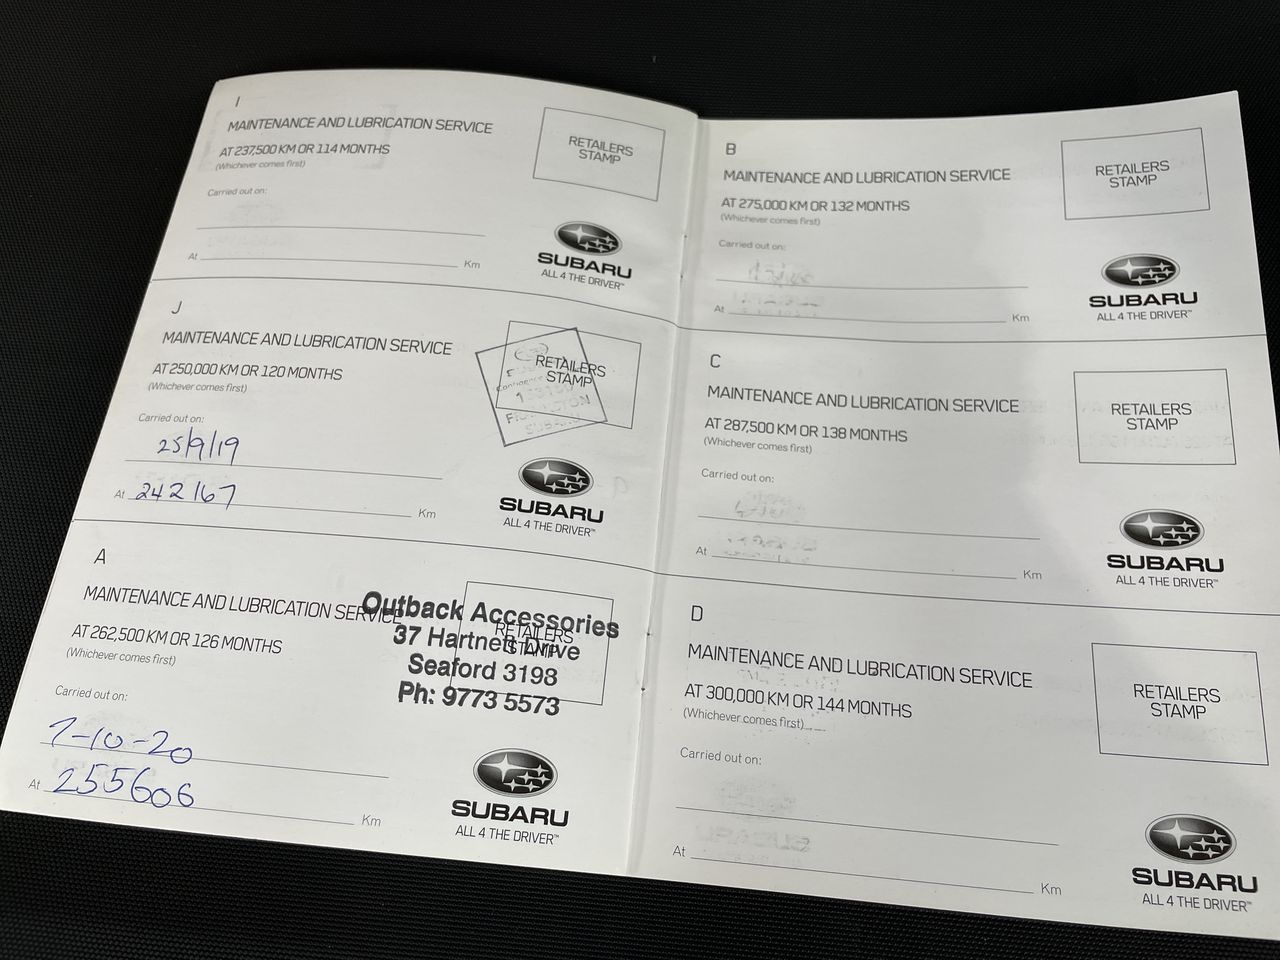 I
MAINTENANCE AND LUBRICATION SERVICE
AT 237,500 KM OR 114 MONTHS
(Whichever comes first)
Carried out on:
At
Km
RETAILERS
STAMP
SUBARU
ALL 4 THE DRIVER™
J
MAINTENANCE AND LUBRICATION SERVICE
AT 250,000 KM OR 120 MONTHS
(Whichever comes first)
Carried out on:
25/9/19
At 242167
Km
RETAILERS
STAMP
SUBARU
ALL 4 THE DRIVER™
A
MAINTENANCE AND LUBRICATION SERVICE
AT 262,500 KM OR 126 MONTHS
(Whichever comes first)
Carried out on:
7-10-20
At 255606
Km
RETAILERS
STAMP
Outback Accessories
37 Hartnett Drive
Seaford 3198
Ph: 9773 5573
SUBARU
ALL 4 THE DRIVER™
B
MAINTENANCE AND LUBRICATION SERVICE
AT 275,000 KM OR 132 MONTHS
(Whichever comes first)
Carried out on:
At
Km
RETAILERS
STAMP
SUBARU
ALL 4 THE DRIVER™
C
MAINTENANCE AND LUBRICATION SERVICE
AT 287,500 KM OR 138 MONTHS
(Whichever comes first)
Carried out on:
At
Km
RETAILERS
STAMP
SUBARU
ALL 4 THE DRIVER™
D
MAINTENANCE AND LUBRICATION SERVICE
AT 300,000 KM OR 144 MONTHS
(Whichever comes first)
Carried out on:
At
Km
RETAILERS
STAMP
SUBARU
ALL 4 THE DRIVER™